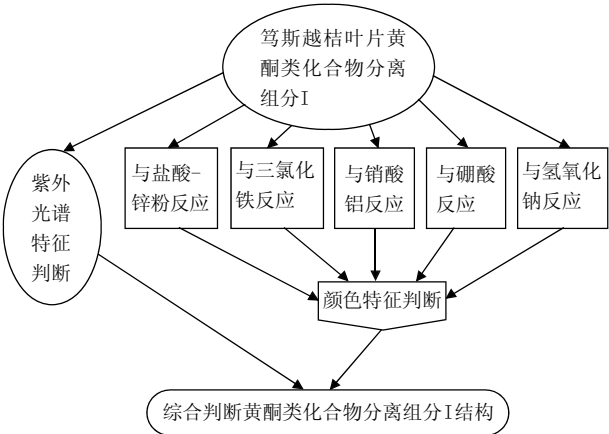 笃斯越桔叶片黄
酮类化合物分离
组分I
紫外
光谱
特征
判断
与盐酸-
锌粉反应
与三氯化
铁反应
与销酸
铝反应
与硼酸
反应
与氢氧化
钠反应
颜色特征判断
综合判断黄酮类化合物分离组分I结构